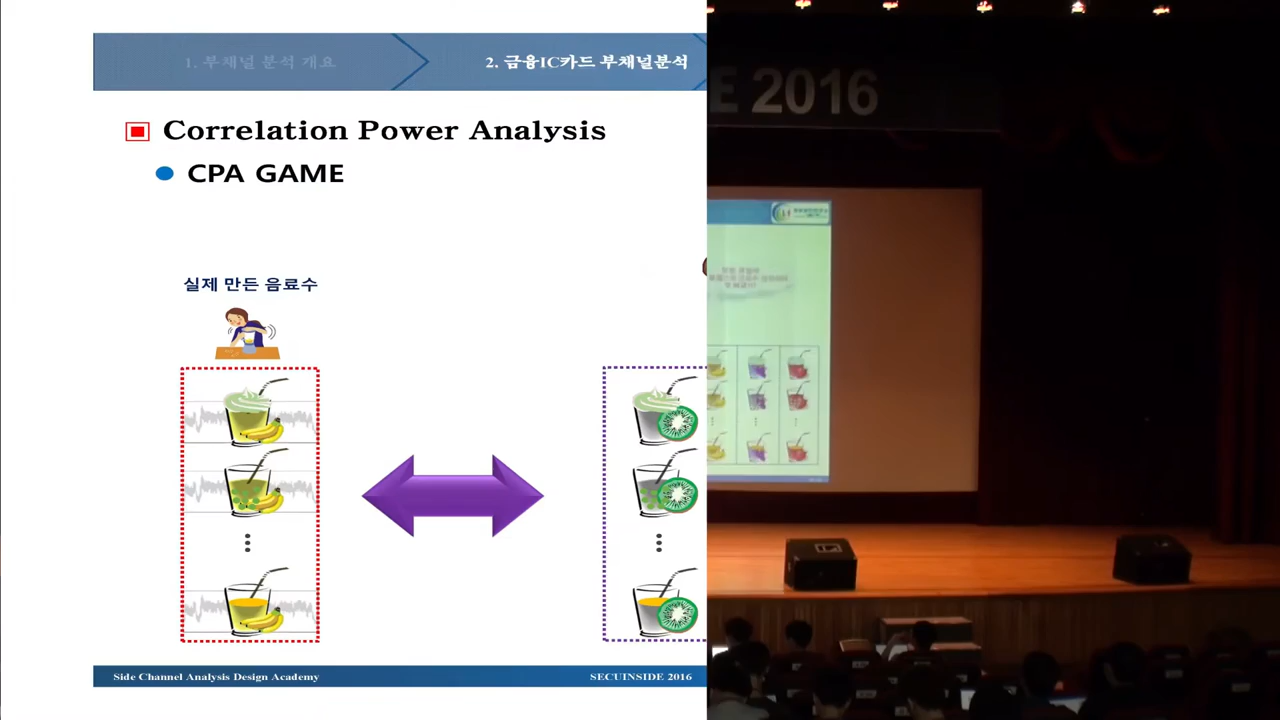 1. 부채널 분석 개요
2. 금융IC카드 부채널분석
Correlation Power Analysis
CPA GAME
실제 만든 음료수
Side Channel Analysis Design Academy
SECUINSIDE 2016
E 2016